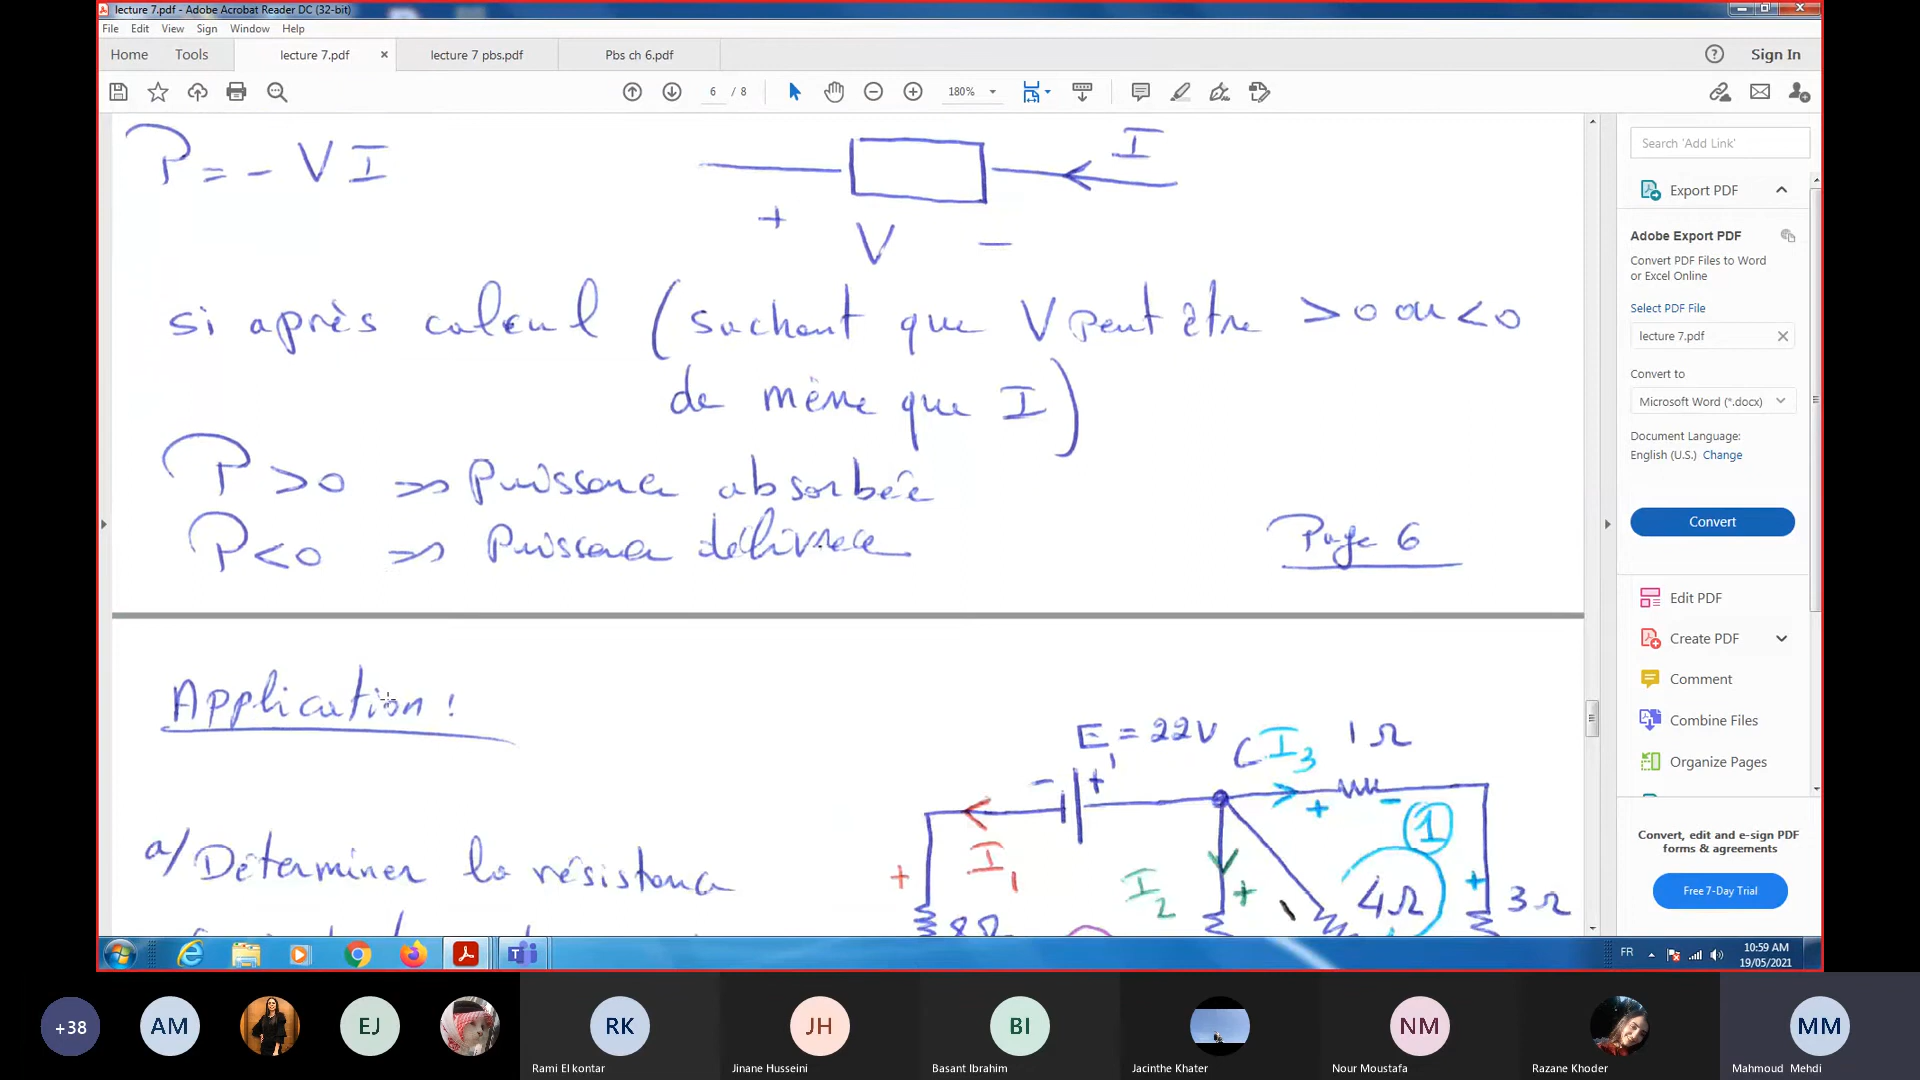 lecture 7.pdf - Adobe Acrobat Reader DC (32-bit)
File Edit View Sign Window Help
Home Tools lecture 7.pdf × lecture 7 pbs.pdf Pbs ch 6.pdf Sign In
6 / 8 180%
P = - V I
I
+ V -
si après calcul (sachant que V peut être >0 ou <0
de même que I)
P >0 => Puissance absorbée
P <0 => Puissance délivrée
Page 6
Application :
E = 22V
C I3 1 Ω
- +
+ -
I1
1
a/ Déterminer la résistance
+ I2 + 4Ω + 3Ω
8Ω
Search 'Add Link'
Export PDF
Adobe Export PDF
Convert PDF Files to Word
or Excel Online
Select PDF File
lecture 7.pdf
Convert to
Microsoft Word (*.docx)
Document Language:
English (U.S.) Change
Convert
Edit PDF
Create PDF
Comment
Combine Files
Organize Pages
Convert, edit and e-sign PDF
forms & agreements
Free 7-Day Trial
FR 10:59 AM
19/05/2021
+38 AM EJ RK JH BI NM MM
Rami El kontar Jinane Husseini Basant Ibrahim Jacinthe Khater Nour Moustafa Razane Khoder Mahmoud Mehdi